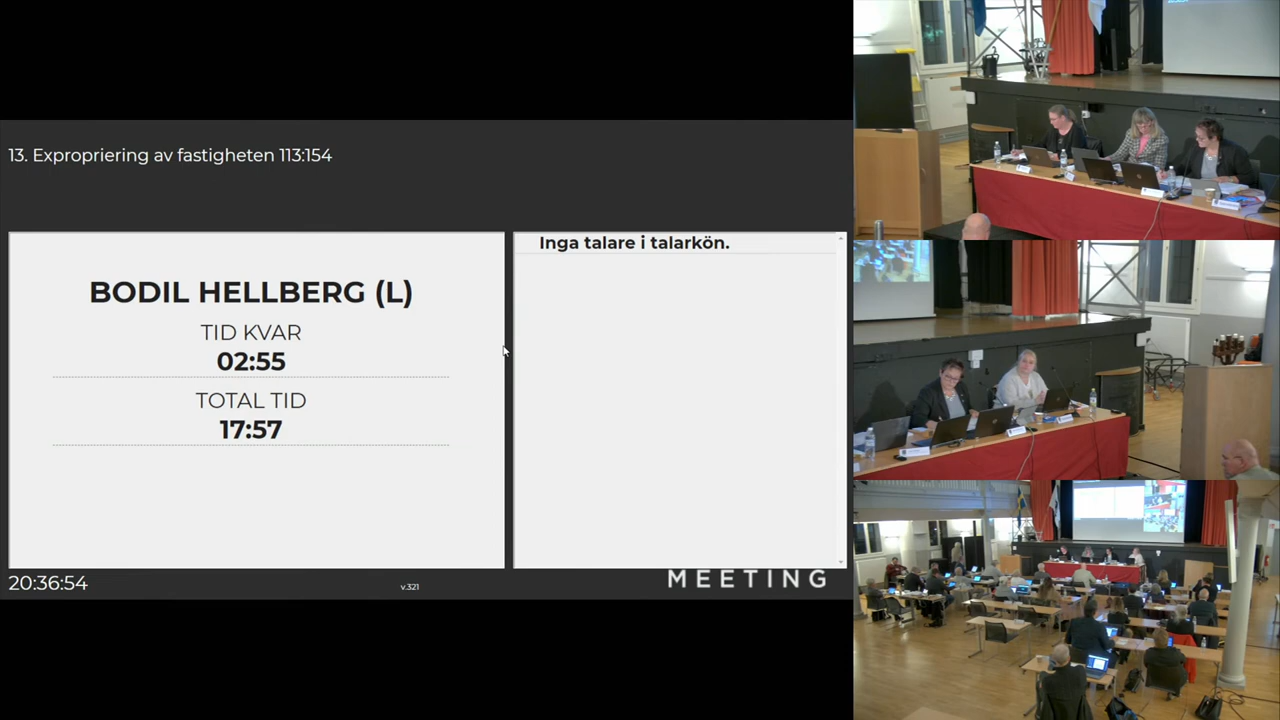 13. Expropriering av fastigheten 113:154
BODIL HELLBERG (L)
TID KVAR
02:55
TOTAL TID
17:57
Inga talare i talarkön.
20:36:54
v.321
MEETING